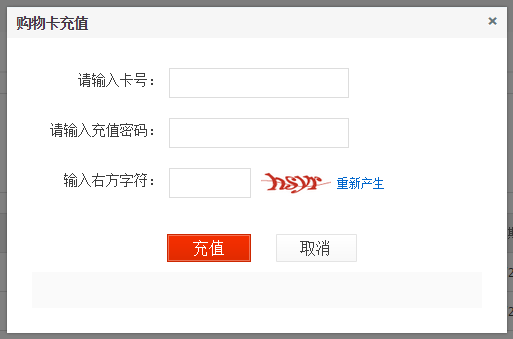 购物卡充值 ×
请输入卡号：
请输入充值密码：
输入右方字符： hsyr 重新产生
充值 取消